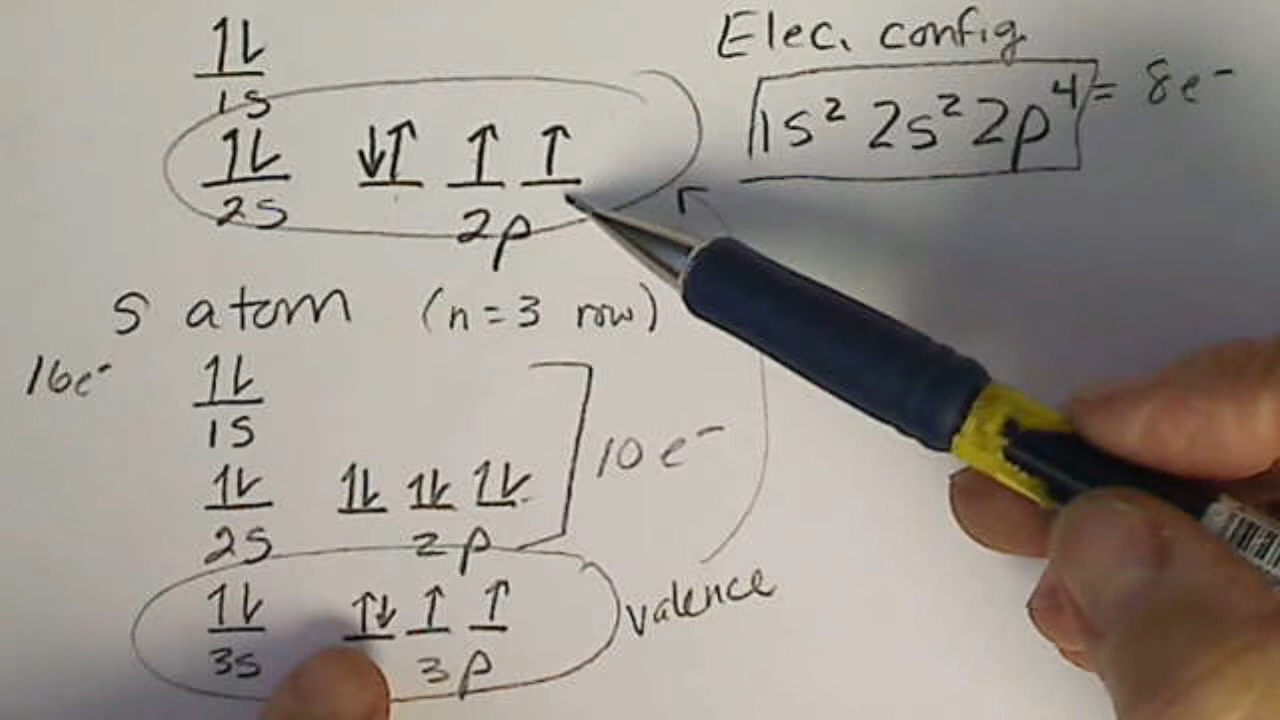 Elec. config
1s² 2s² 2p⁴ = 8e⁻
↑↓
1s
↑↓ ↓↑ ↑ ↑
2s 2p
S atom (n=3 row)
16e⁻ ↑↓
1s
10e⁻
↑↓ ↑↓ ↑↓ ↑↓
2s 2p
↑↓ ↑↓ ↑ ↑
valence
3s 3p